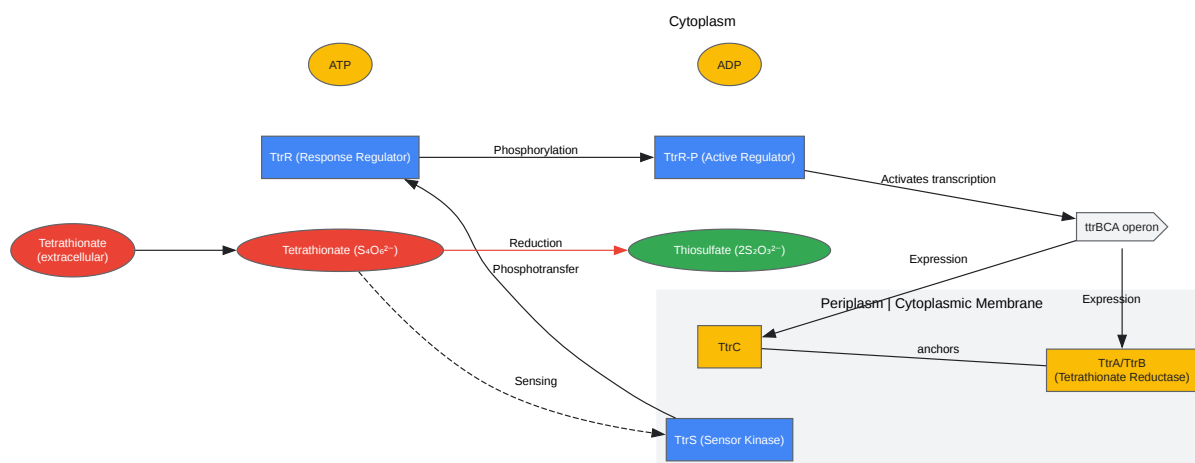 Cytoplasm
ATP
ADP
TtrR (Response Regulator)
Phosphorylation
TtrR-P (Active Regulator)
Activates transcription
ttrBCA operon
Tetrathionate
(extracellular)
Tetrathionate (S₄O₆²⁻)
Reduction
Thiosulfate (2S₂O₃²⁻)
Phosphotransfer
Expression
Expression
Periplasm | Cytoplasmic Membrane
TtrC
anchors
TtrA/TtrB
(Tetrathionate Reductase)
Sensing
TtrS (Sensor Kinase)